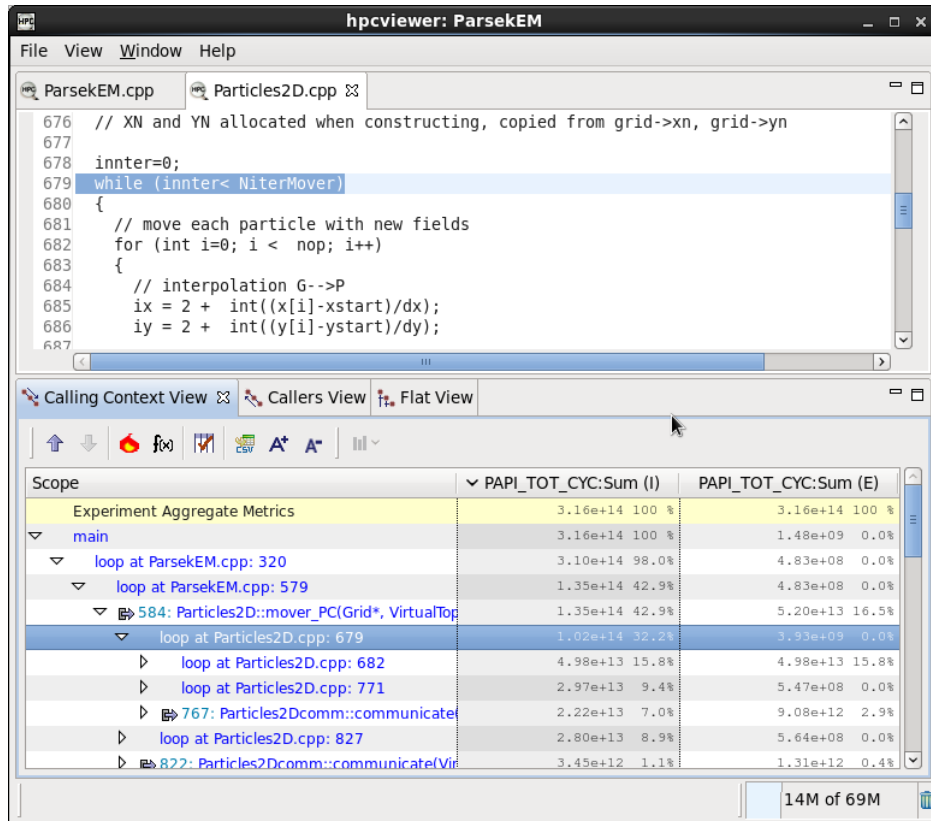 HPC hpcviewer: ParsekEM
File View Window Help
ParsekEM.cpp Particles2D.cpp
676 // XN and YN allocated when constructing, copied from grid->xn, grid->yn
677
678 innter=0;
679 while (innter< NiterMover)
680 {
681 // move each particle with new fields
682 for (int i=0; i < nop; i++)
683 {
684 // interpolation G-->P
685 ix = 2 + int((x[i]-xstart)/dx);
686 iy = 2 + int((y[i]-ystart)/dy);
687
Calling Context View Callers View Flat View
f(x) CSV A+ A-
Scope PAPI_TOT_CYC:Sum (I) PAPI_TOT_CYC:Sum (E)
Experiment Aggregate Metrics 3.16e+14 100 % 3.16e+14 100 %
main 3.16e+14 100 % 1.48e+09 0.0%
loop at ParsekEM.cpp: 320 3.10e+14 98.0% 4.83e+08 0.0%
loop at ParsekEM.cpp: 579 1.35e+14 42.9% 4.83e+08 0.0%
584: Particles2D::mover_PC(Grid*, VirtualTop 1.35e+14 42.9% 5.20e+13 16.5%
loop at Particles2D.cpp: 679 1.02e+14 32.2% 3.93e+09 0.0%
loop at Particles2D.cpp: 682 4.98e+13 15.8% 4.98e+13 15.8%
loop at Particles2D.cpp: 771 2.97e+13 9.4% 5.47e+08 0.0%
767: Particles2Dcomm::communicate( 2.22e+13 7.0% 9.08e+12 2.9%
loop at Particles2D.cpp: 827 2.80e+13 8.9% 5.64e+08 0.0%
822: Particles2Dcomm::communicate(Vir 3.45e+12 1.1% 1.31e+12 0.4%
14M of 69M